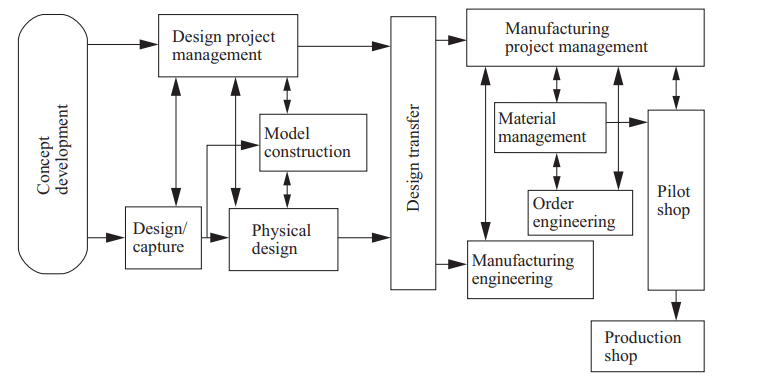 Concept
development
Design project
management
Model
construction
Design/
capture
Physical
design
Design transfer
Manufacturing
project management
Material
management
Order
engineering
Manufacturing
engineering
Pilot
shop
Production
shop